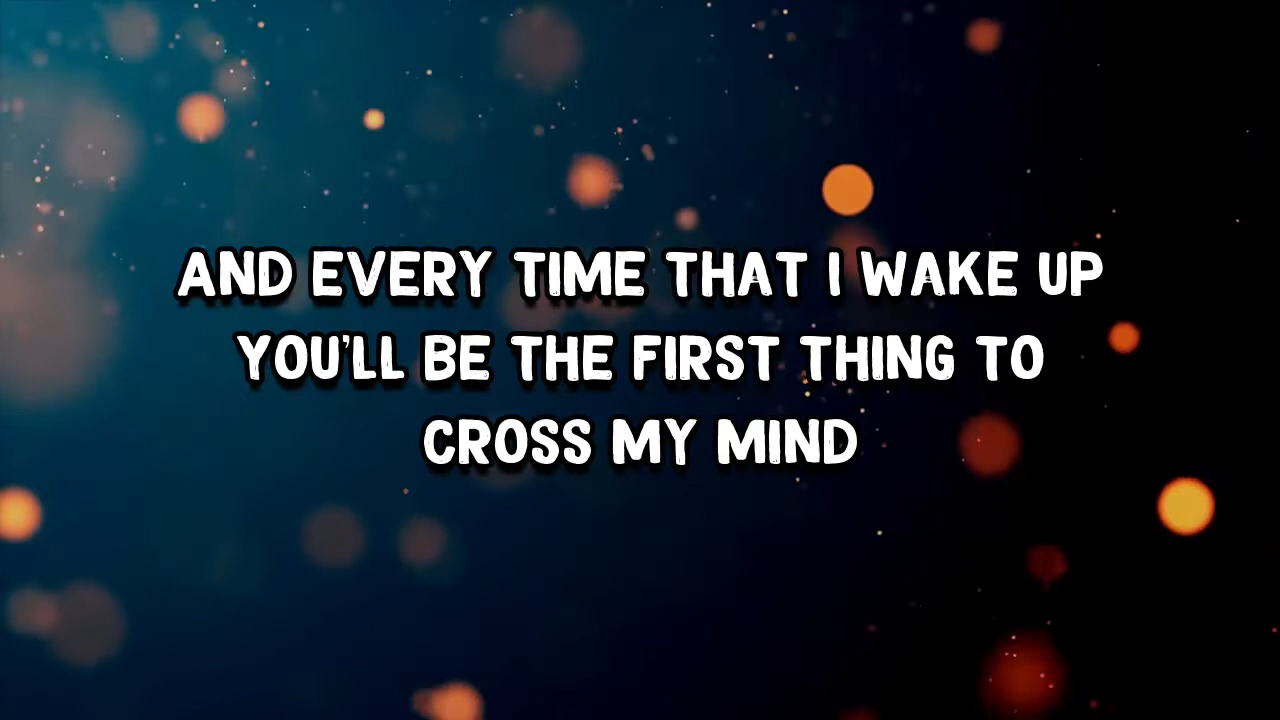 AND EVERY TIME THAT I WAKE UP
YOU'LL BE THE FIRST THING TO
CROSS MY MIND